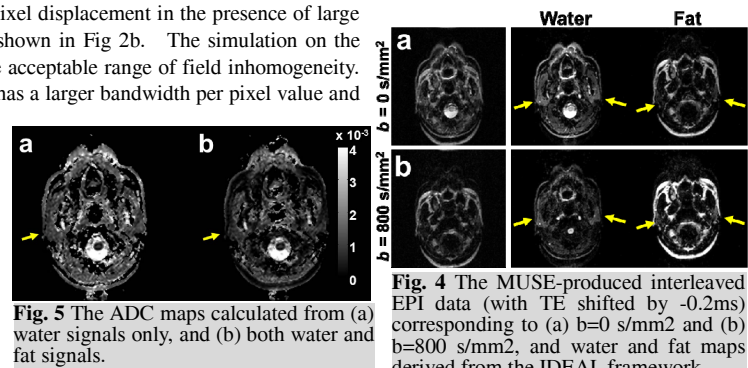 ixel displacement in the presence of large
shown in Fig 2b. The simulation on the
acceptable range of field inhomogeneity.
has a larger bandwidth per pixel value and
a
b
x 10-3
4
3
2
1
0
Fig. 5 The ADC maps calculated from (a)
water signals only, and (b) both water and
fat signals.
Water Fat
a
b = 0 s/mm2
b
b = 800 s/mm2
Fig. 4 The MUSE-produced interleaved
EPI data (with TE shifted by -0.2ms)
corresponding to (a) b=0 s/mm2 and (b)
b=800 s/mm2, and water and fat maps
derived from the IDEAL framework